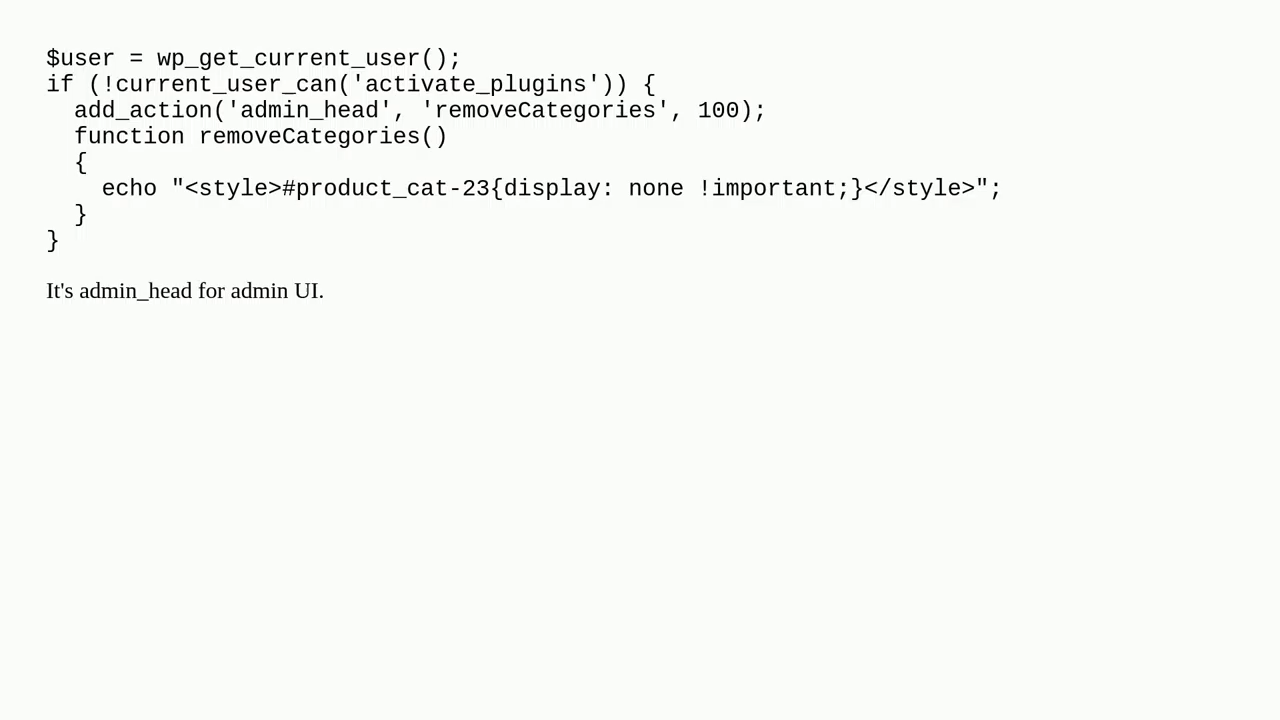 $user = wp_get_current_user();
if (!current_user_can('activate_plugins')) {
  add_action('admin_head', 'removeCategories', 100);
  function removeCategories()
  {
    echo "<style>#product_cat-23{display: none !important;}</style>";
  }
}
It's admin_head for admin UI.